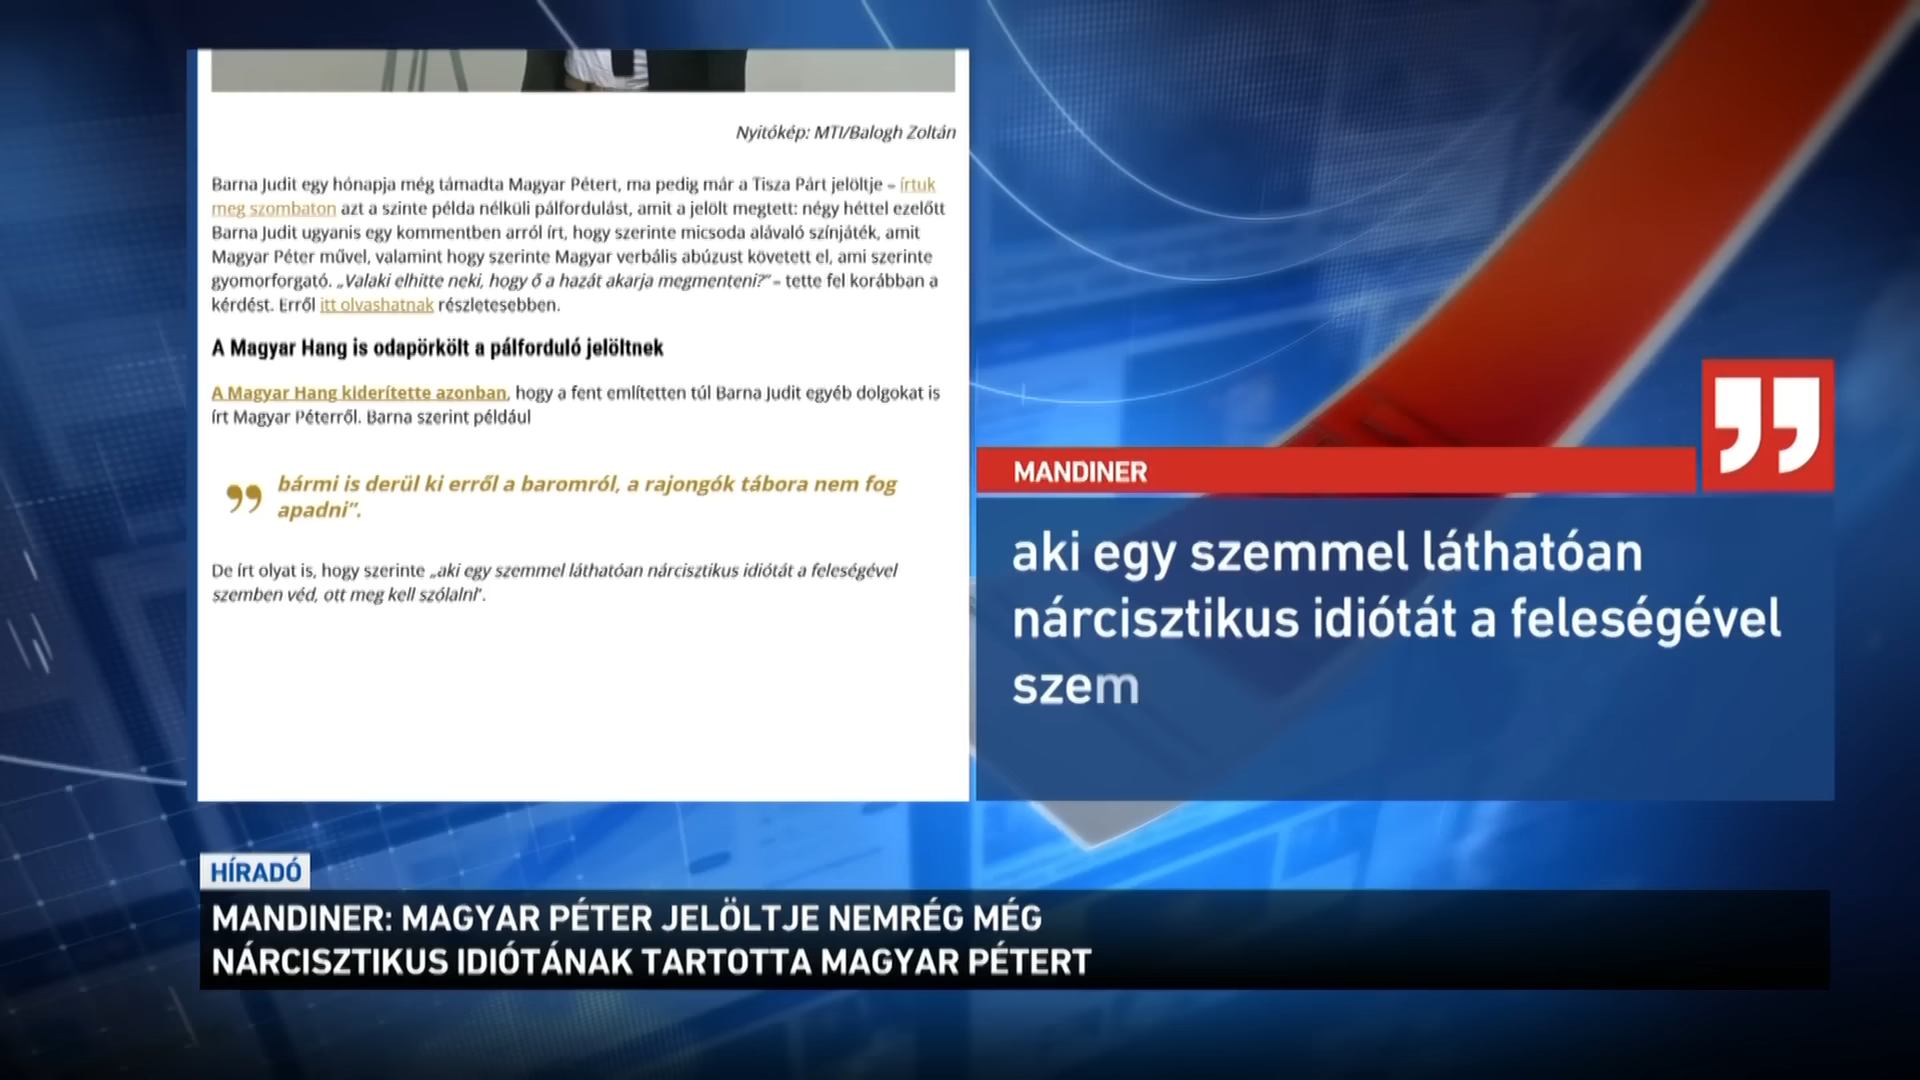 Nyitókép: MTI/Balogh Zoltán
Barna Judit egy hónapja még támadta Magyar Pétert, ma pedig már a Tisza Párt jelöltje – írtuk
meg szombaton azt a szinte példa nélküli pálfordulást, amit a jelölt megtett: négy héttel ezelőtt
Barna Judit ugyanis egy kommentben arról írt, hogy szerinte micsoda alávaló színjáték, amit
Magyar Péter művel, valamint hogy szerinte Magyar verbális abúzust követett el, ami szerinte
gyomorforgató. „Valaki elhitte neki, hogy ő a hazát akarja megmenteni?” – tette fel korábban a
kérdést. Erről itt olvashatnak részletesebben.
A Magyar Hang is odapörkölt a pálforduló jelöltnek
A Magyar Hang kiderítette azonban, hogy a fent említetten túl Barna Judit egyéb dolgokat is
írt Magyar Péterről. Barna szerint például
” bármi is derül ki erről a baromról, a rajongók tábora nem fog
apadni”.
De írt olyat is, hogy szerinte „aki egy szemmel láthatóan nárcisztikus idiótát a feleségével
szemben véd, ott meg kell szólalni”.
”
MANDINER
aki egy szemmel láthatóan
nárcisztikus idiótát a feleségével
szem
HÍRADÓ
MANDINER: MAGYAR PÉTER JELÖLTJE NEMRÉG MÉG
NÁRCISZTIKUS IDIÓTÁNAK TARTOTTA MAGYAR PÉTERT